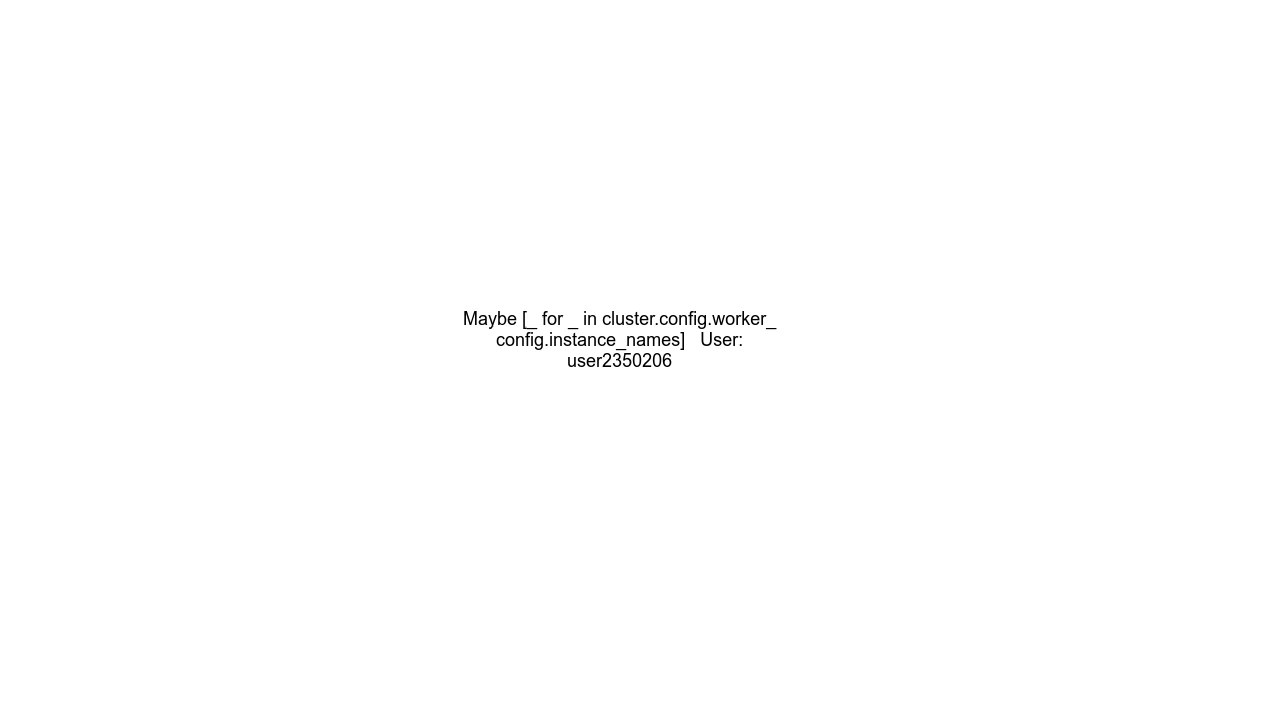 Maybe [_ for _ in cluster.config.worker_
config.instance_names]   User:
user2350206